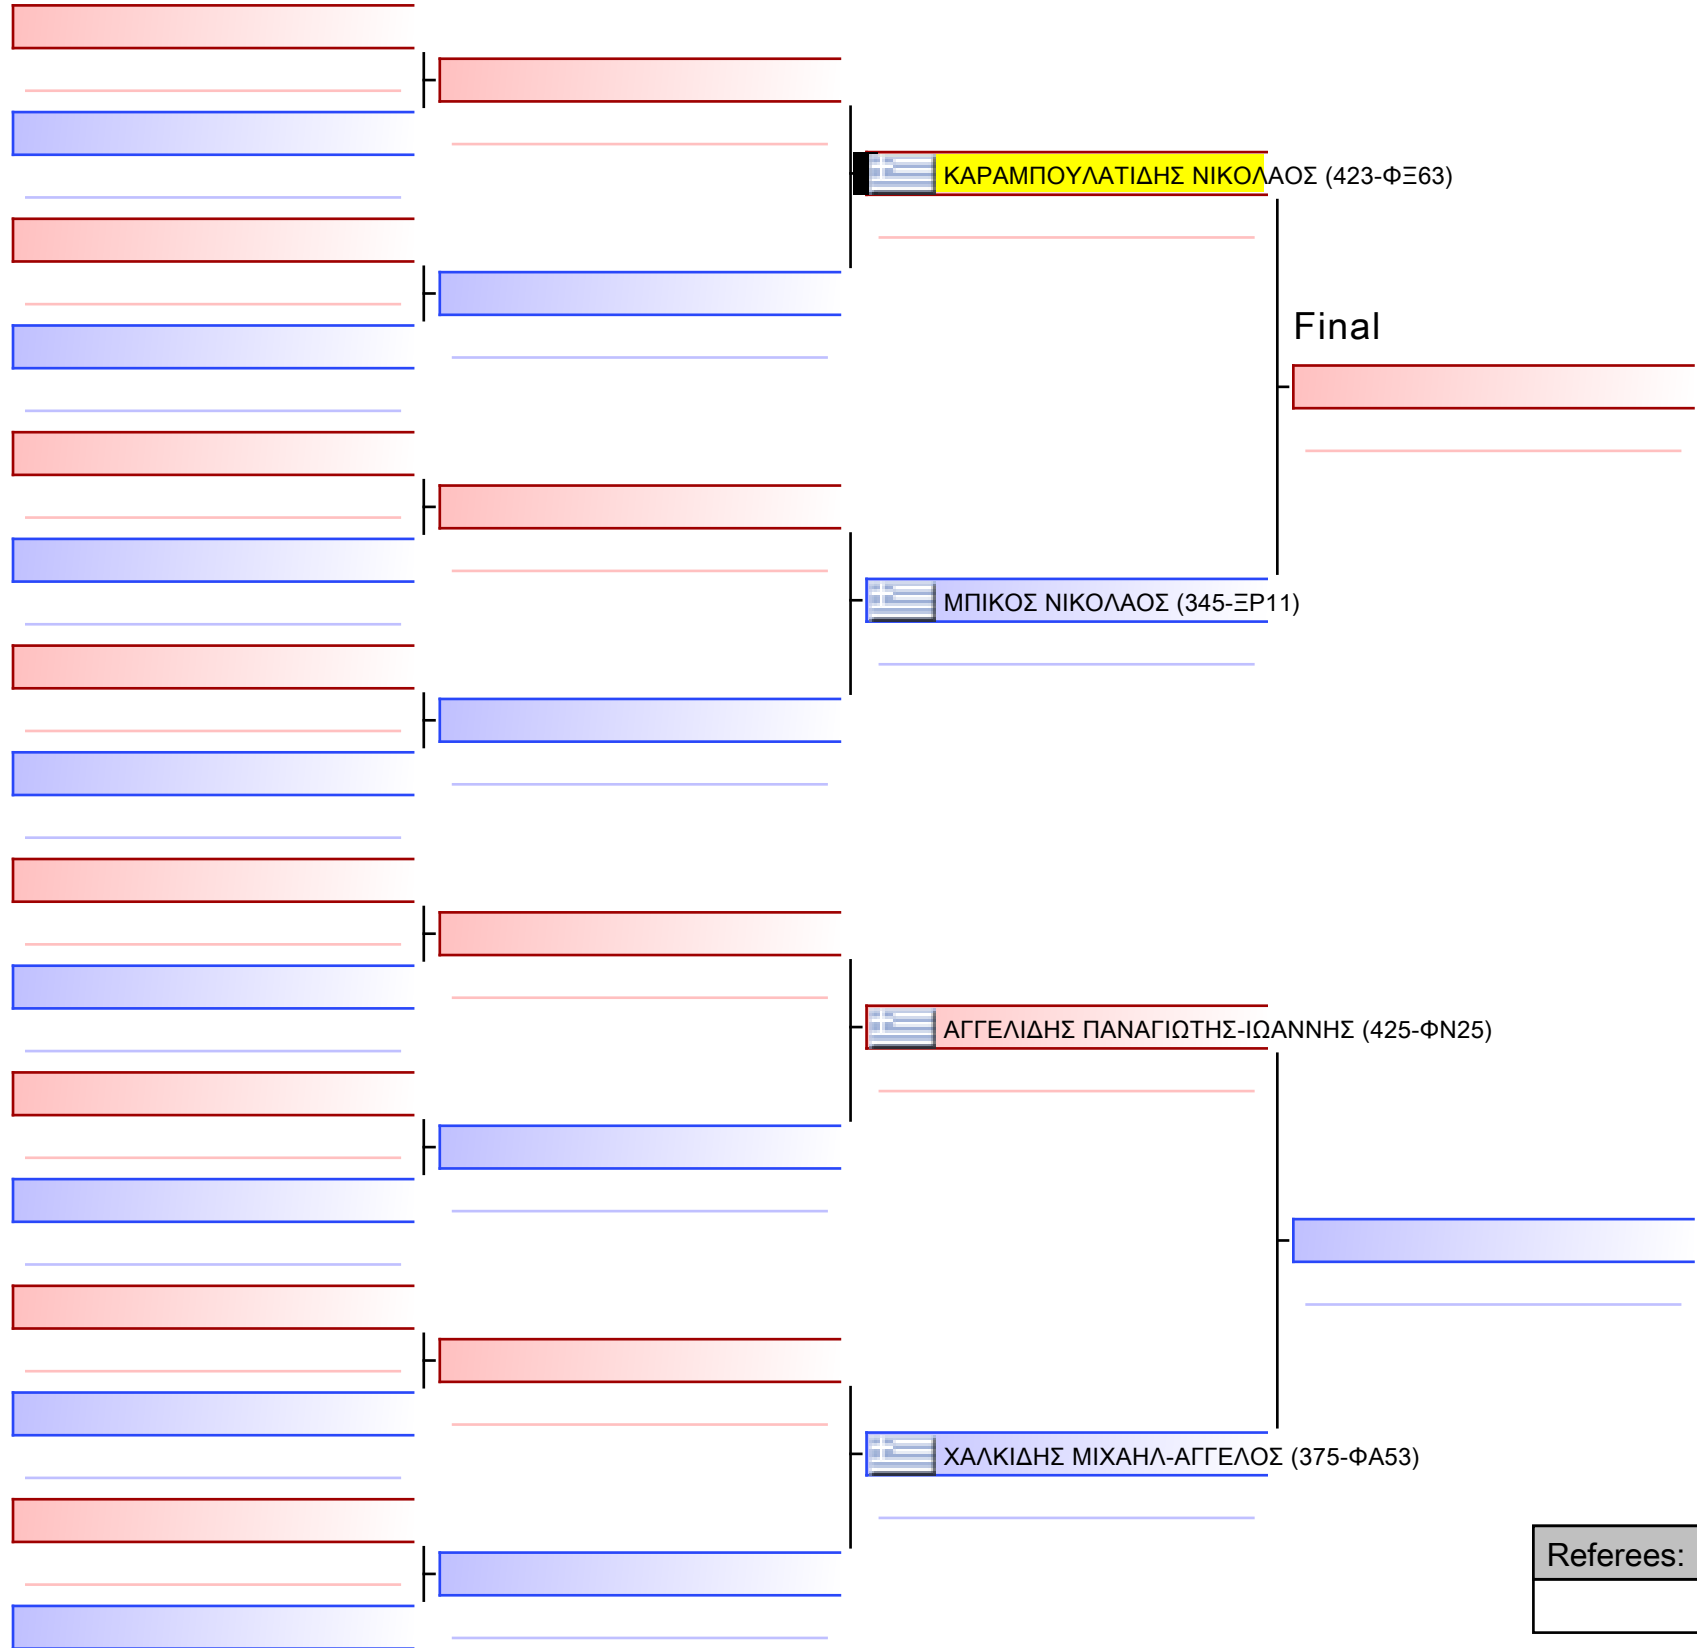 ΚΑΡΑΜΠΟΥΛΑΤΙΔΗΣ ΝΙΚΟΛΑΟΣ (423-ΦΞ63)
Final
ΜΠΙΚΟΣ ΝΙΚΟΛΑΟΣ (345-ΞΡ11)
ΑΓΓΕΛΙΔΗΣ ΠΑΝΑΓΙΩΤΗΣ-ΙΩΑΝΝΗΣ (425-ΦΝ25)
ΧΑΛΚΙΔΗΣ ΜΙΧΑΗΛ-ΑΓΓΕΛΟΣ (375-ΦΑ53)
Referees: